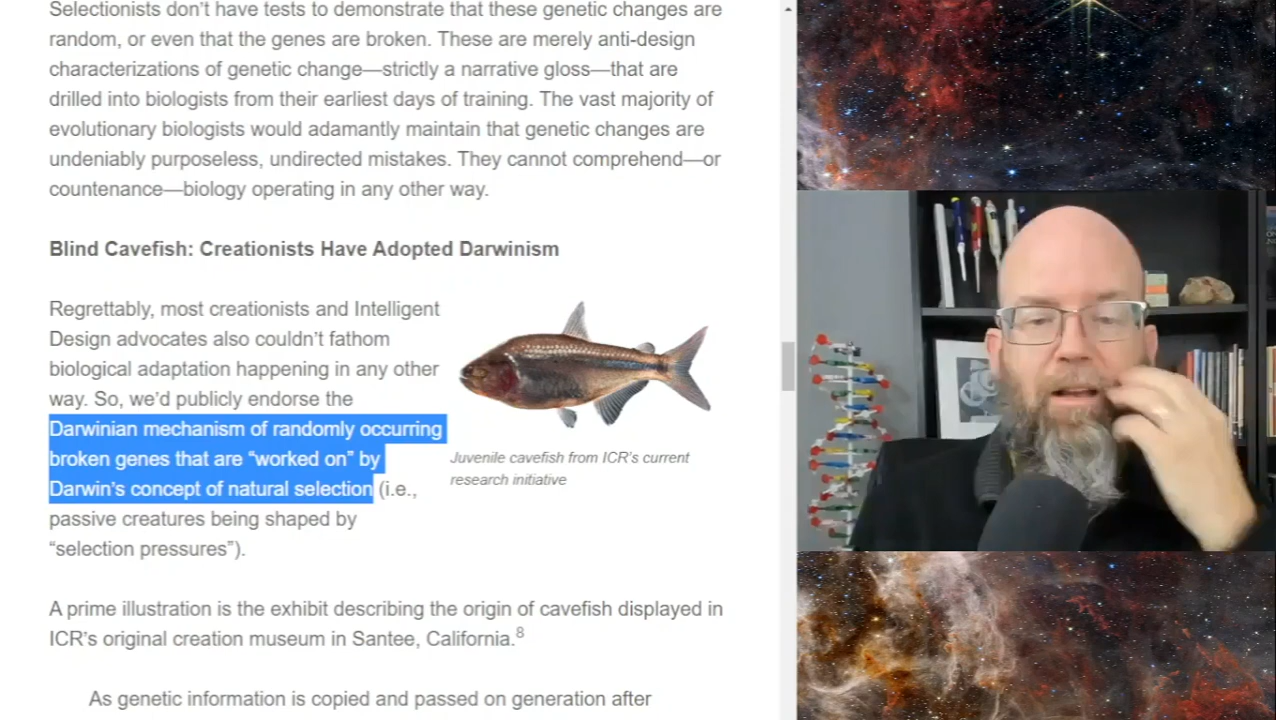 Selectionists don’t have tests to demonstrate that these genetic changes are
random, or even that the genes are broken. These are merely anti-design
characterizations of genetic change—strictly a narrative gloss—that are
drilled into biologists from their earliest days of training. The vast majority of
evolutionary biologists would adamantly maintain that genetic changes are
undeniably purposeless, undirected mistakes. They cannot comprehend—or
countenance—biology operating in any other way.
Blind Cavefish: Creationists Have Adopted Darwinism
Regrettably, most creationists and Intelligent
Design advocates also couldn’t fathom
biological adaptation happening in any other
way. So, we’d publicly endorse the
Darwinian mechanism of randomly occurring
broken genes that are “worked on” by
Darwin’s concept of natural selection (i.e.,
passive creatures being shaped by
“selection pressures”).
Juvenile cavefish from ICR’s current
research initiative
A prime illustration is the exhibit describing the origin of cavefish displayed in
ICR’s original creation museum in Santee, California.8
As genetic information is copied and passed on generation after